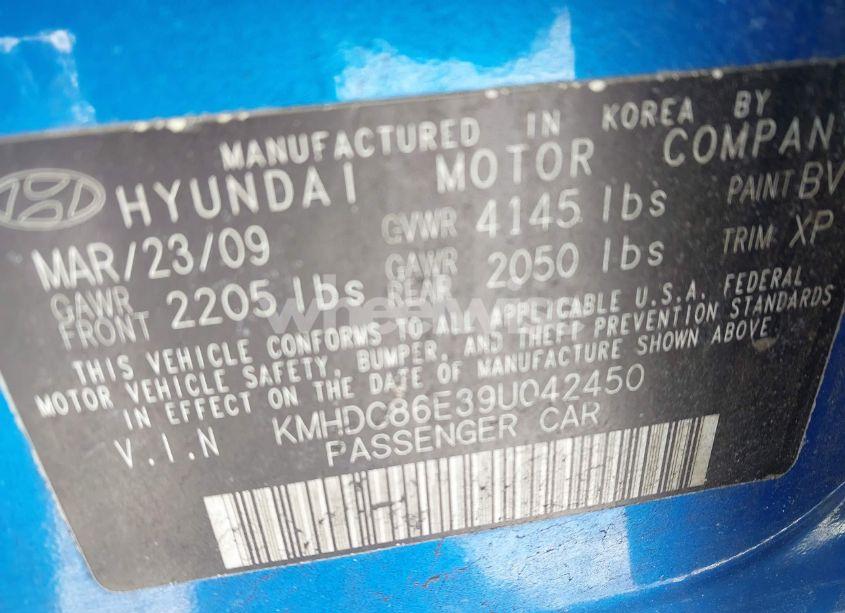 MANUFACTURED IN KOREA BY
HYUNDAI MOTOR COMPAN
MAR/23/09 GVWR 4145 lbs PAINT BV
GAWR FRONT 2205 lbs GAWR REAR 2050 lbs TRIM XP
THIS VEHICLE CONFORMS TO ALL APPLICABLE U.S.A. FEDERAL
MOTOR VEHICLE SAFETY, BUMPER, AND THEFT PREVENTION STANDARDS
IN EFFECT ON THE DATE OF MANUFACTURE SHOWN ABOVE.
V.I.N KMHDC86E39U042450
PASSENGER CAR